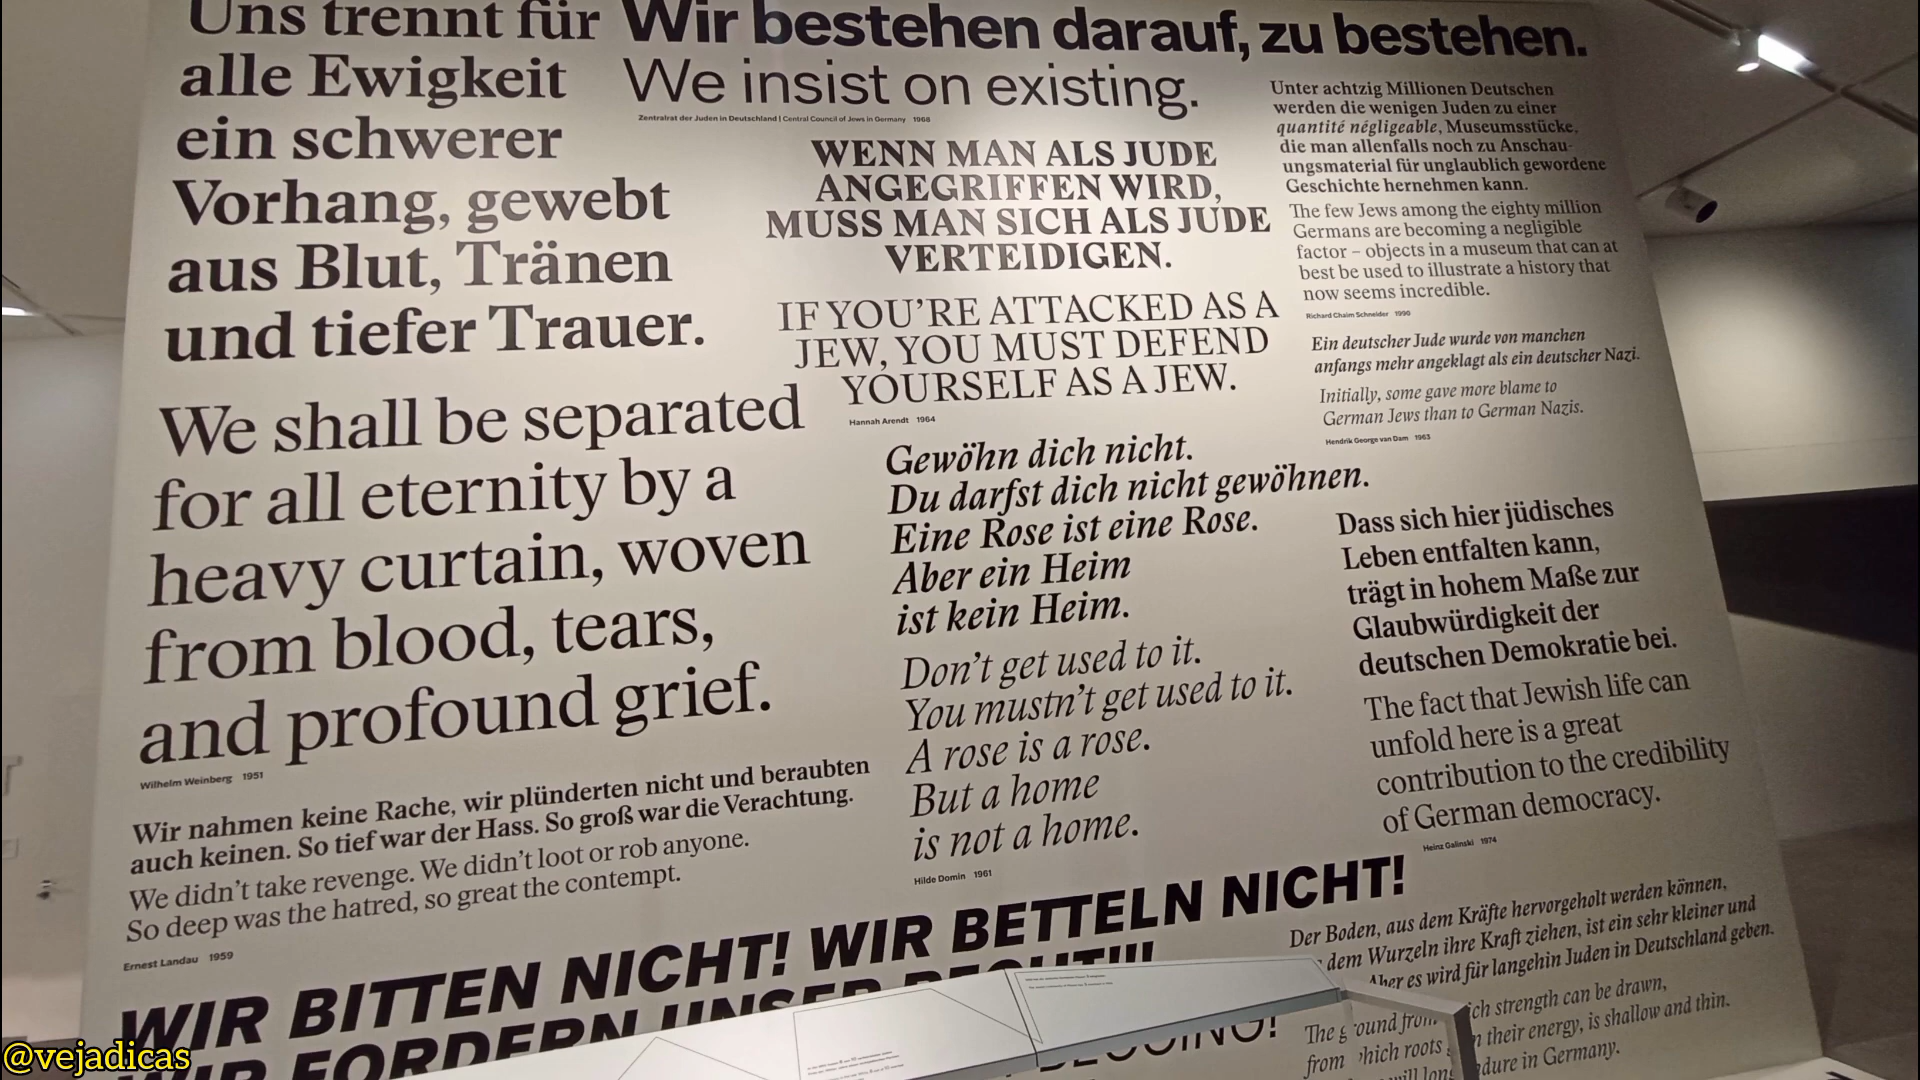 Uns trennt für
alle Ewigkeit
ein schwerer
Vorhang, gewebt
aus Blut, Tränen
und tiefer Trauer.
We shall be separated
for all eternity by a
heavy curtain, woven
from blood, tears,
and profound grief.
Wilhelm Weinberg 1951
Wir nahmen keine Rache, wir plünderten nicht und beraubten
auch keinen. So tief war der Hass. So groß war die Verachtung.
We didn't take revenge. We didn't loot or rob anyone.
So deep was the hatred, so great the contempt.
Ernest Landau 1959
Wir bestehen darauf, zu bestehen.
We insist on existing.
Zentralrat der Juden in Deutschland | Central Council of Jews in Germany 1968
WENN MAN ALS JUDE
ANGEGRIFFEN WIRD,
MUSS MAN SICH ALS JUDE
VERTEIDIGEN.
IF YOU'RE ATTACKED AS A
JEW, YOU MUST DEFEND
YOURSELF AS A JEW.
Hannah Arendt 1964
Gewöhn dich nicht.
Du darfst dich nicht gewöhnen.
Eine Rose ist eine Rose.
Aber ein Heim
ist kein Heim.
Don't get used to it.
You mustn't get used to it.
A rose is a rose.
But a home
is not a home.
Hilde Domin 1961
Unter achtzig Millionen Deutschen
werden die wenigen Juden zu einer
quantité négligeable, Museumsstücke,
die man allenfalls noch zu Anschau-
ungsmaterial für unglaublich gewordene
Geschichte hernehmen kann.
The few Jews among the eighty million
Germans are becoming a negligible
factor – objects in a museum that can at
best be used to illustrate a history that
now seems incredible.
Richard Chaim Schneider 1990
Ein deutscher Jude wurde von manchen
anfangs mehr angeklagt als ein deutscher Nazi.
Initially, some gave more blame to
German Jews than to German Nazis.
Hendrik George van Dam 1963
Dass sich hier jüdisches
Leben entfalten kann,
trägt in hohem Maße zur
Glaubwürdigkeit der
deutschen Demokratie bei.
The fact that Jewish life can
unfold here is a great
contribution to the credibility
of German democracy.
Heinz Galinski 1974
WIR BITTEN NICHT! WIR BETTELN NICHT!
WIR FORDERN UNSER RECHT!!!
BEGGING!
Der Boden, aus dem Kräfte hervorgeholt werden können,
dem Wurzeln ihre Kraft ziehen, ist ein sehr kleiner und
Aber es wird für langehin Juden in Deutschland geben.
The ground from ich strength can be drawn,
from which roots their energy, is shallow and thin.
will long dure in Germany.
@vejadicas